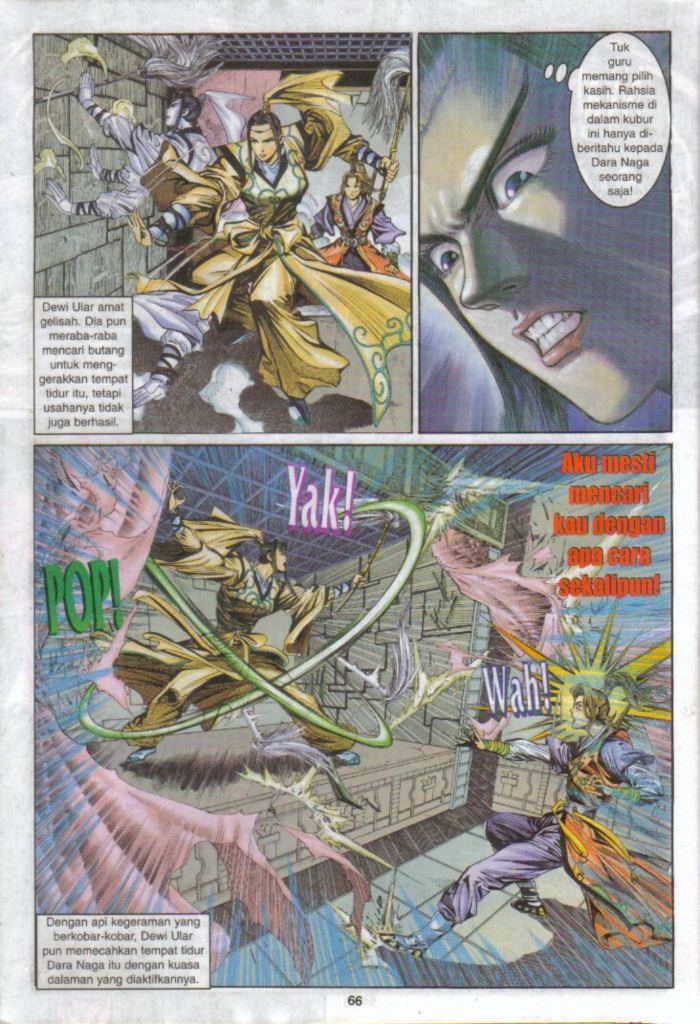 Dewi Ular amat
gelisah. Dia pun
meraba-raba
mencari butang
untuk meng-
gerakkan tempat
tidur itu, tetapi
usahanya tidak
juga berhasil.
Tuk
guru
memang pilih
kasih. Rahsia
mekanisme di
dalam kubur
ini hanya di-
beritahu kepada
Dara Naga
seorang
saja!
Yak!
POP!
Aku mesti
mencari
kau dengan
apa cara
sekalipun!
Wah!
Dengan api kegeraman yang
berkobar-kobar, Dewi Ular
pun memecahkan tempat tidur
Dara Naga itu dengan kuasa
dalaman yang diaktifkannya.
66